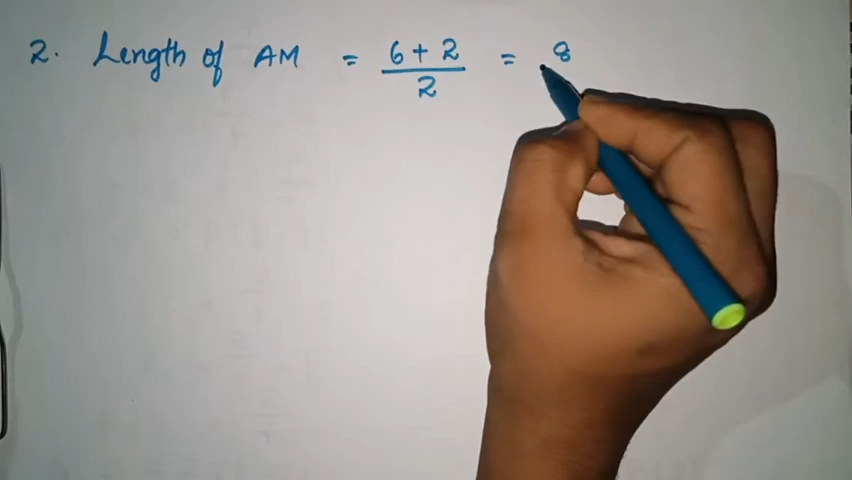 2. Length of AM = 6 + 2 / 2 = 8